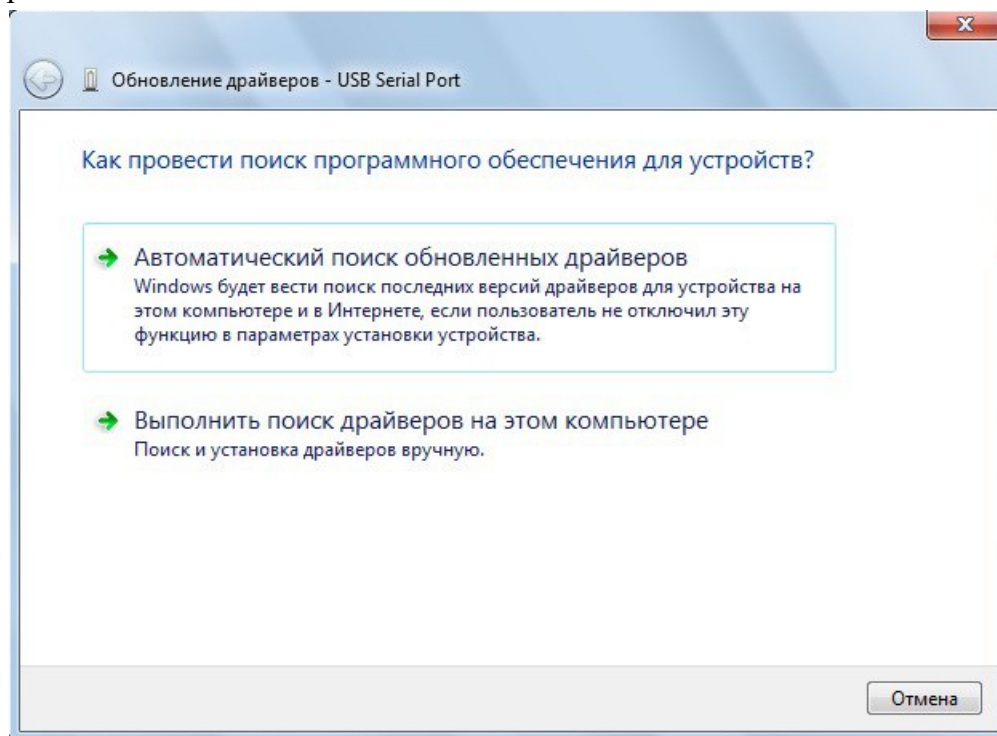 Обновление драйверов - USB Serial Port
Как провести поиск программного обеспечения для устройств?
Автоматический поиск обновленных драйверов
Windows будет вести поиск последних версий драйверов для устройства на
этом компьютере и в Интернете, если пользователь не отключил эту
функцию в параметрах установки устройства.
Выполнить поиск драйверов на этом компьютере
Поиск и установка драйверов вручную.
Отмена